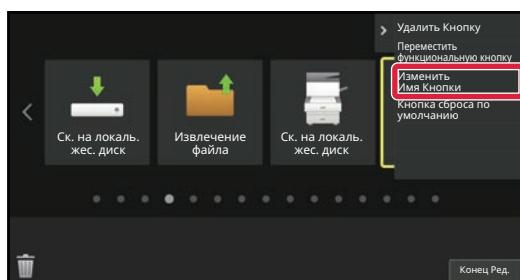 Удалить Кнопку
Переместить
функциональную кнопку
Изменить
Имя Кнопки
Кнопка сброса по
умолчанию
Ск. на локаль.
жес. диск
Извлечение
файла
Ск. на локаль.
жес. диск
Конец Ред.